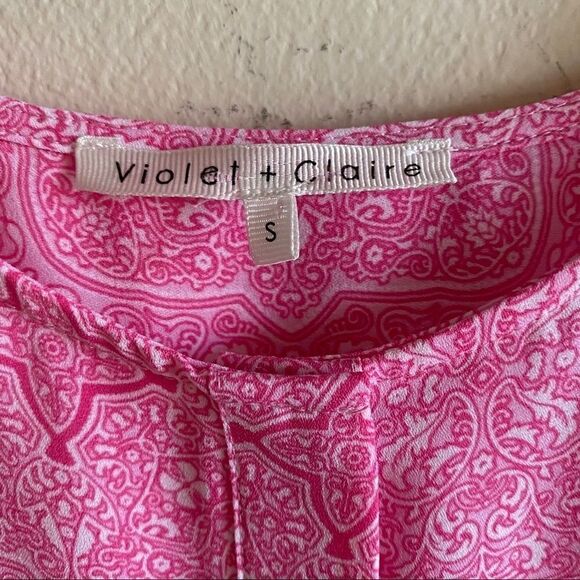 Violet + Claire
S